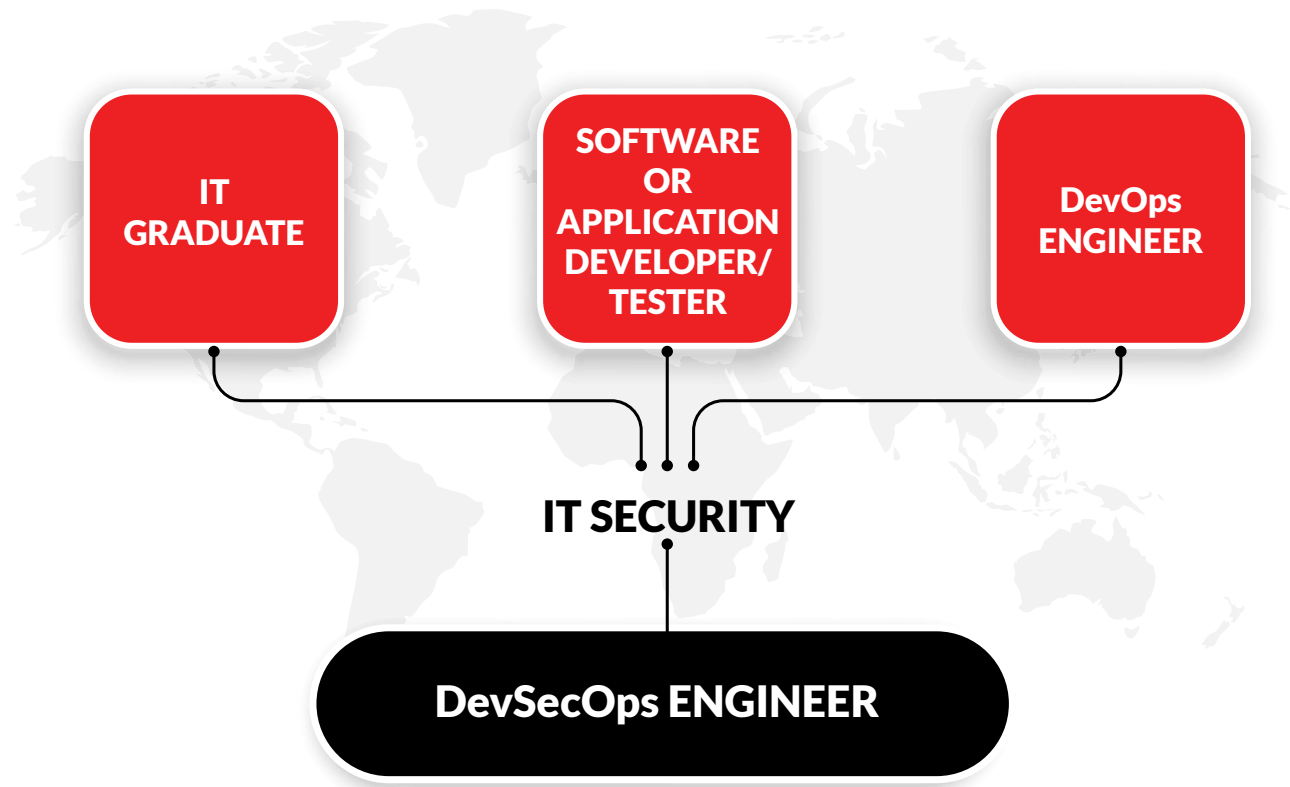 IT
GRADUATE
SOFTWARE
OR
APPLICATION
DEVELOPER/
TESTER
DevOps
ENGINEER
IT SECURITY
DevSecOps ENGINEER